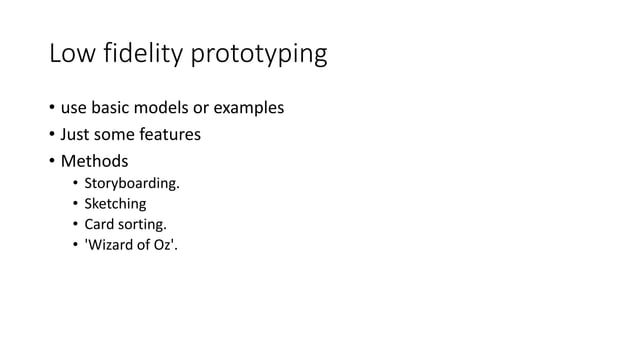 Low fidelity prototyping
• use basic models or examples
• Just some features
• Methods
• Storyboarding.
• Sketching
• Card sorting.
• 'Wizard of Oz'.